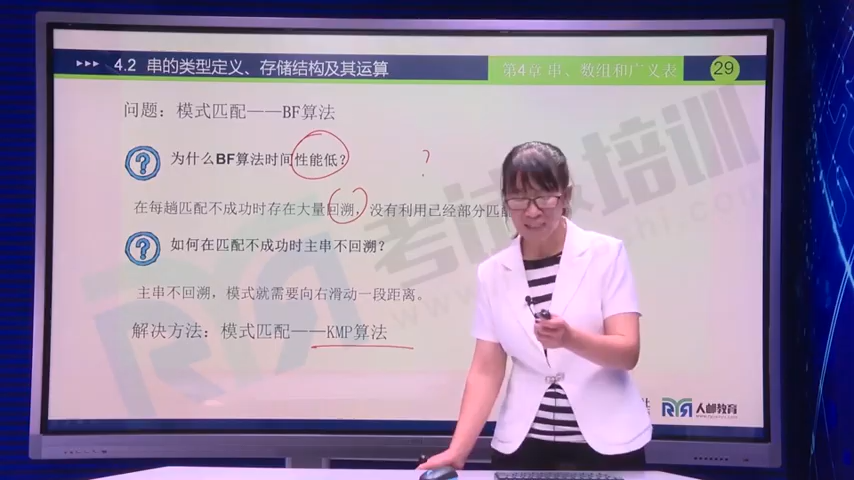 ▸▸▸ 4.2 串的类型定义、存储结构及其运算
第4章 串、数组和广义表
29
问题：模式匹配——BF算法
? 为什么BF算法时间性能低？
?
在每趟匹配不成功时存在大量回溯，没有利用已经部分匹配
? 如何在匹配不成功时主串不回溯？
主串不回溯，模式就需要向右滑动一段距离。
解决方法：模式匹配——KMP算法
人邮教育